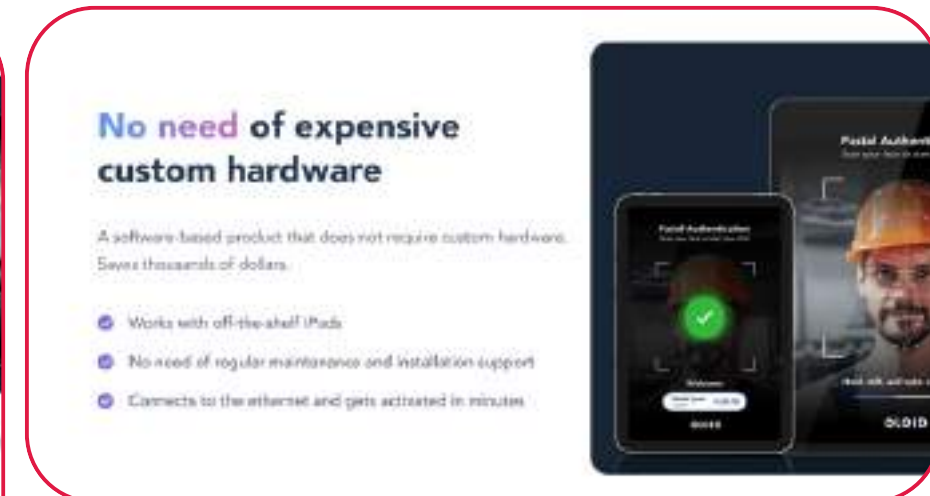 No need of expensive
custom hardware
A software-based product that does not require custom hardware.
Saves thousands of dollars.
Works with off-the-shelf iPads
No need of regular maintenance and installation support
Connects to the ethernet and gets activated in minutes
Facial Authentication
Welcome
OLOID
Facial Authenti
OLOID